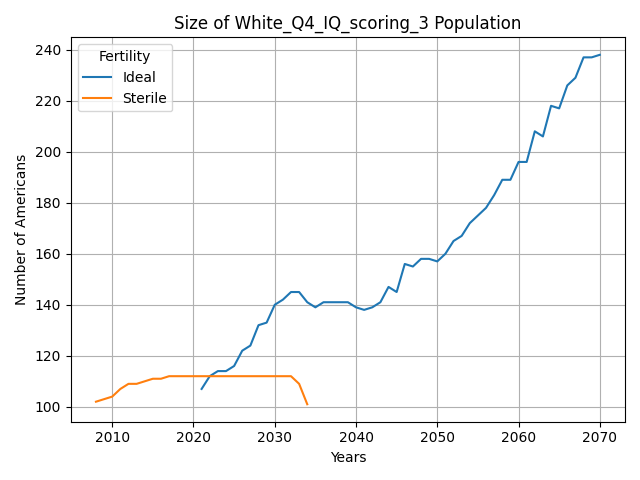 Size of White_Q4_IQ_scoring_3 Population
Fertility
Ideal
Sterile
Number of Americans
240
220
200
180
160
140
120
100
2010 2020 2030 2040 2050 2060 2070
Years